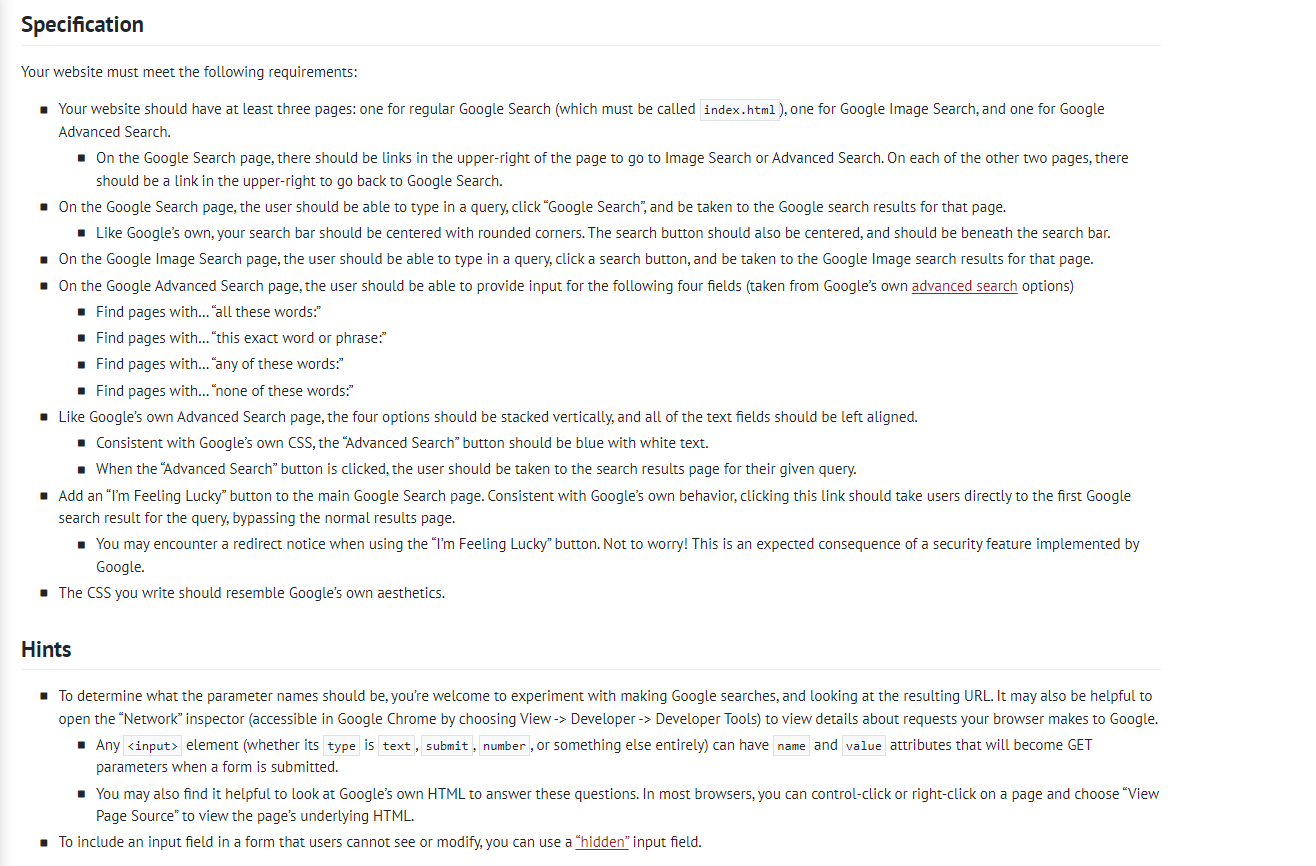 Specification
Your website must meet the following requirements:
Your website should have at least three pages: one for regular Google Search (which must be called index.html), one for Google Image Search, and one for Google
Advanced Search.
On the Google Search page, there should be links in the upper-right of the page to go to Image Search or Advanced Search. On each of the other two pages, there
should be a link in the upper-right to go back to Google Search.
On the Google Search page, the user should be able to type in a query, click “Google Search”, and be taken to the Google search results for that page.
Like Google’s own, your search bar should be centered with rounded corners. The search button should also be centered, and should be beneath the search bar.
On the Google Image Search page, the user should be able to type in a query, click a search button, and be taken to the Google Image search results for that page.
On the Google Advanced Search page, the user should be able to provide input for the following four fields (taken from Google’s own advanced search options)
Find pages with… “all these words:”
Find pages with… “this exact word or phrase:”
Find pages with… “any of these words:”
Find pages with… “none of these words:”
Like Google’s own Advanced Search page, the four options should be stacked vertically, and all of the text fields should be left aligned.
Consistent with Google’s own CSS, the “Advanced Search” button should be blue with white text.
When the “Advanced Search” button is clicked, the user should be taken to the search results page for their given query.
Add an “I’m Feeling Lucky” button to the main Google Search page. Consistent with Google’s own behavior, clicking this link should take users directly to the first Google
search result for the query, bypassing the normal results page.
You may encounter a redirect notice when using the “I’m Feeling Lucky” button. Not to worry! This is an expected consequence of a security feature implemented by
Google.
The CSS you write should resemble Google’s own aesthetics.
Hints
To determine what the parameter names should be, you’re welcome to experiment with making Google searches, and looking at the resulting URL. It may also be helpful to
open the “Network” inspector (accessible in Google Chrome by choosing View -> Developer -> Developer Tools) to view details about requests your browser makes to Google.
Any <input> element (whether its type is text, submit, number, or something else entirely) can have name and value attributes that will become GET
parameters when a form is submitted.
You may also find it helpful to look at Google’s own HTML to answer these questions. In most browsers, you can control-click or right-click on a page and choose “View
Page Source” to view the page’s underlying HTML.
To include an input field in a form that users cannot see or modify, you can use a “hidden” input field.